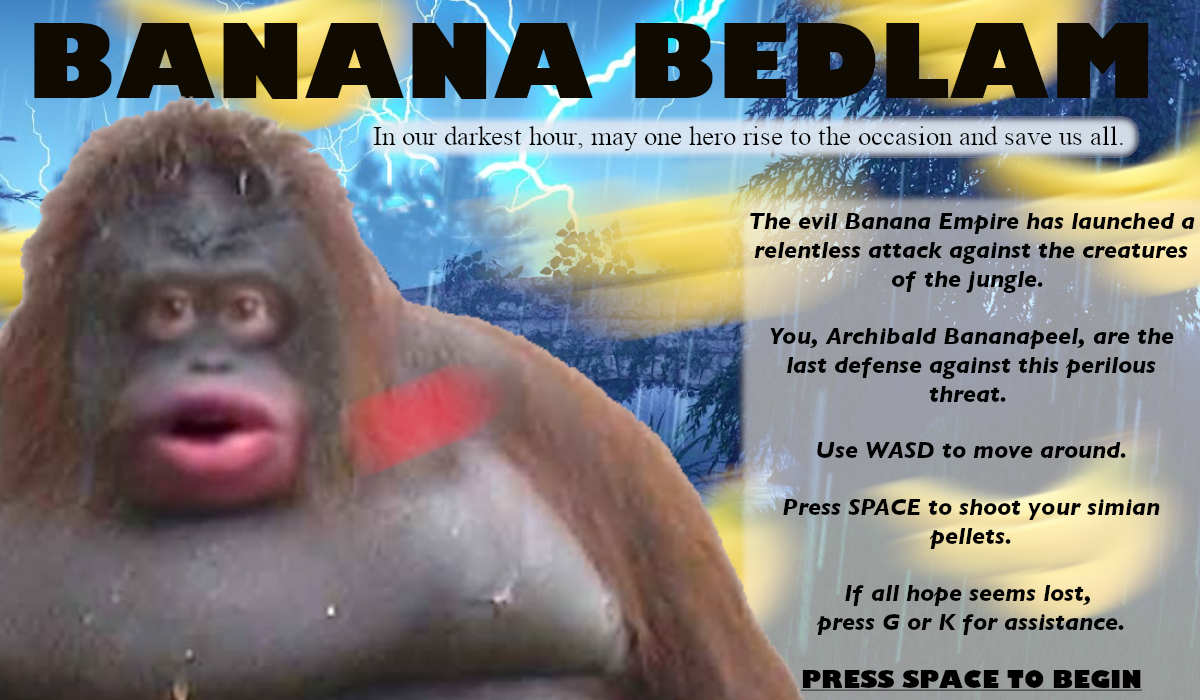 BANANA BEDLAM
In our darkest hour, may one hero rise to the occasion and save us all.
The evil Banana Empire has launched a
relentless attack against the creatures
of the jungle.
You, Archibald Bananapeel, are the
last defense against this perilous
threat.
Use WASD to move around.
Press SPACE to shoot your simian
pellets.
If all hope seems lost,
press G or K for assistance.
PRESS SPACE TO BEGIN